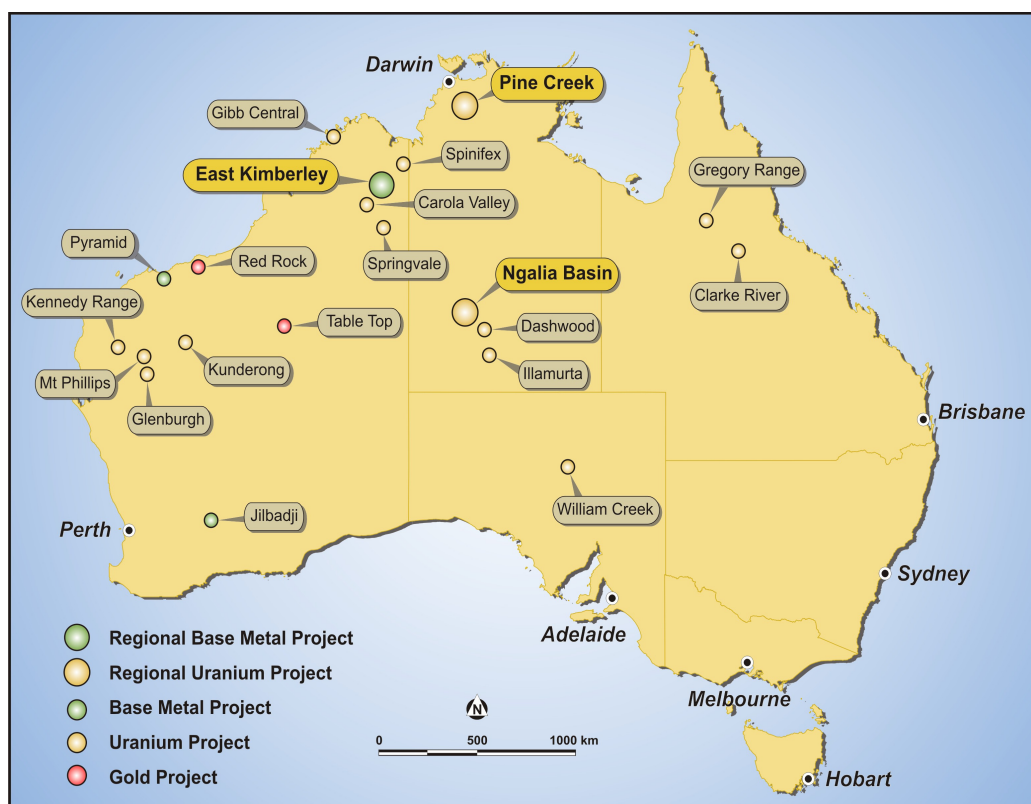 Darwin
Pine Creek
Gibb Central
Spinifex
East Kimberley
Gregory Range
Carola Valley
Pyramid
Red Rock
Springvale
Ngalia Basin
Clarke River
Kennedy Range
Table Top
Dashwood
Kunderong
Illamurta
Mt Phillips
Glenburgh
Brisbane
William Creek
Jilbadji
Perth
Sydney
Adelaide
Melbourne
Hobart
Regional Base Metal Project
Regional Uranium Project
Base Metal Project
Uranium Project
Gold Project
N
0 500 1000 km